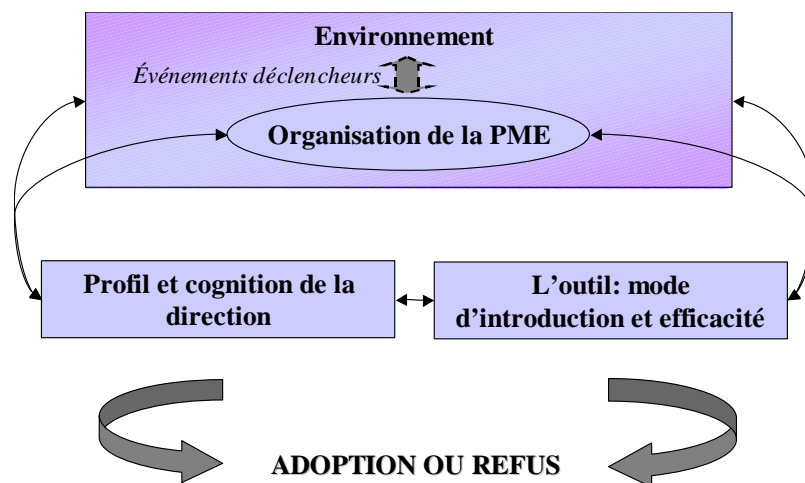 Environnement
Événements déclencheurs
Organisation de la PME
Profil et cognition de la
direction
L’outil: mode
d’introduction et efficacité
ADOPTION OU REFUS